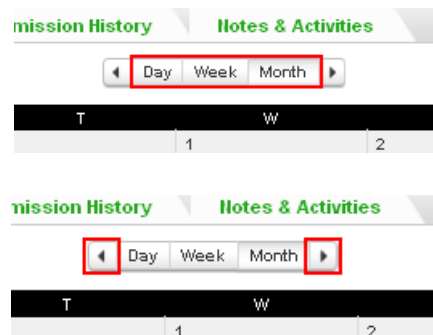 mission History Notes & Activities
Day Week Month
T W
1 2
mission History Notes & Activities
Day Week Month
T W
1 2